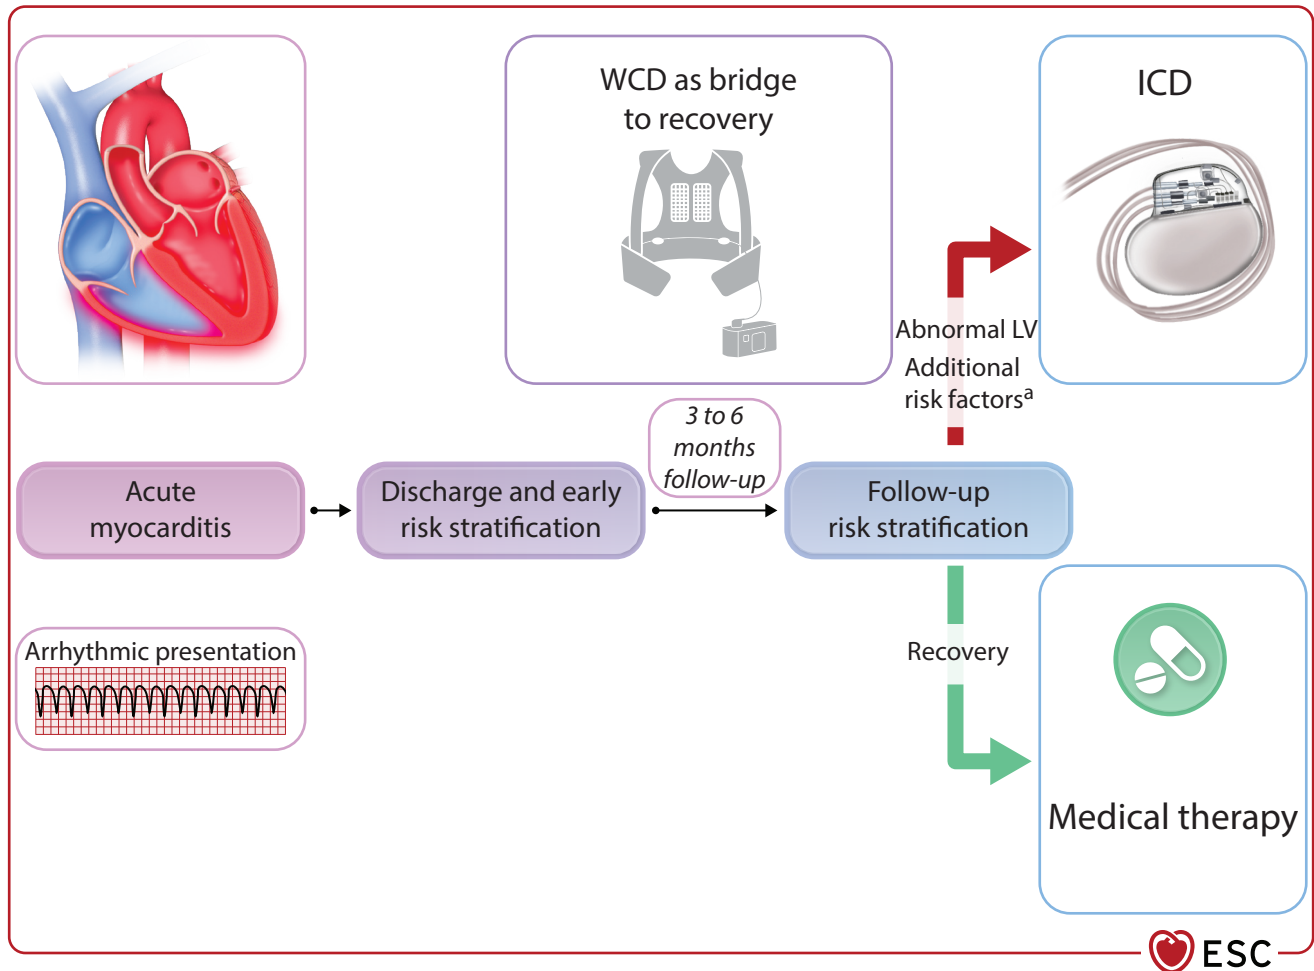 WCD as bridge
to recovery
ICD
Abnormal LV
Additional
risk factorsᵃ
3 to 6
months
follow-up
Acute
myocarditis
Discharge and early
risk stratification
Follow-up
risk stratification
Arrhythmic presentation
Recovery
Medical therapy
ESC